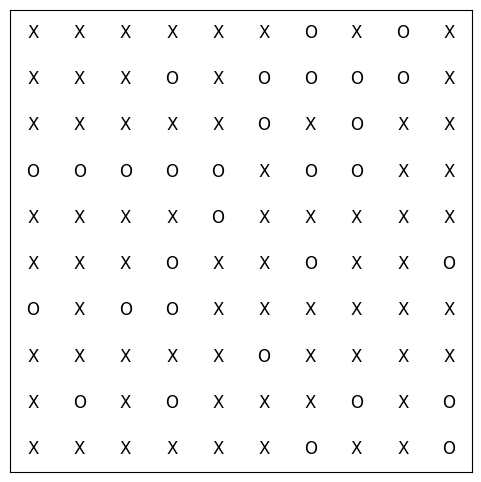 X X X X X X O X O X
X X X O X O O O O X
X X X X X O X O X X
O O O O O X O O X X
X X X X O X X X X X
X X X O X X O X X O
O X O O X X X X X X
X X X X X O X X X X
X O X O X X X O X O
X X X X X X O X X O